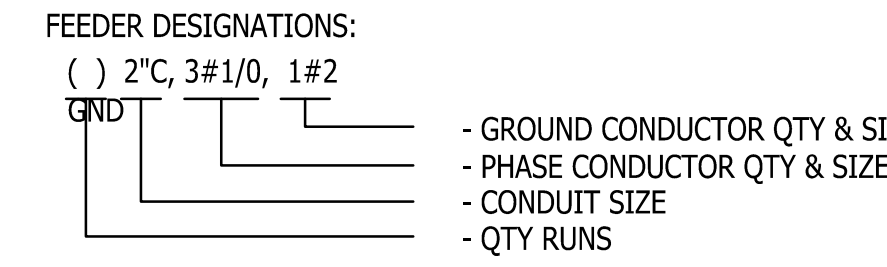 FEEDER DESIGNATIONS:
( ) 2"C, 3#1/0, 1#2
GND
- GROUND CONDUCTOR QTY & SI
- PHASE CONDUCTOR QTY & SIZE
- CONDUIT SIZE
- QTY RUNS